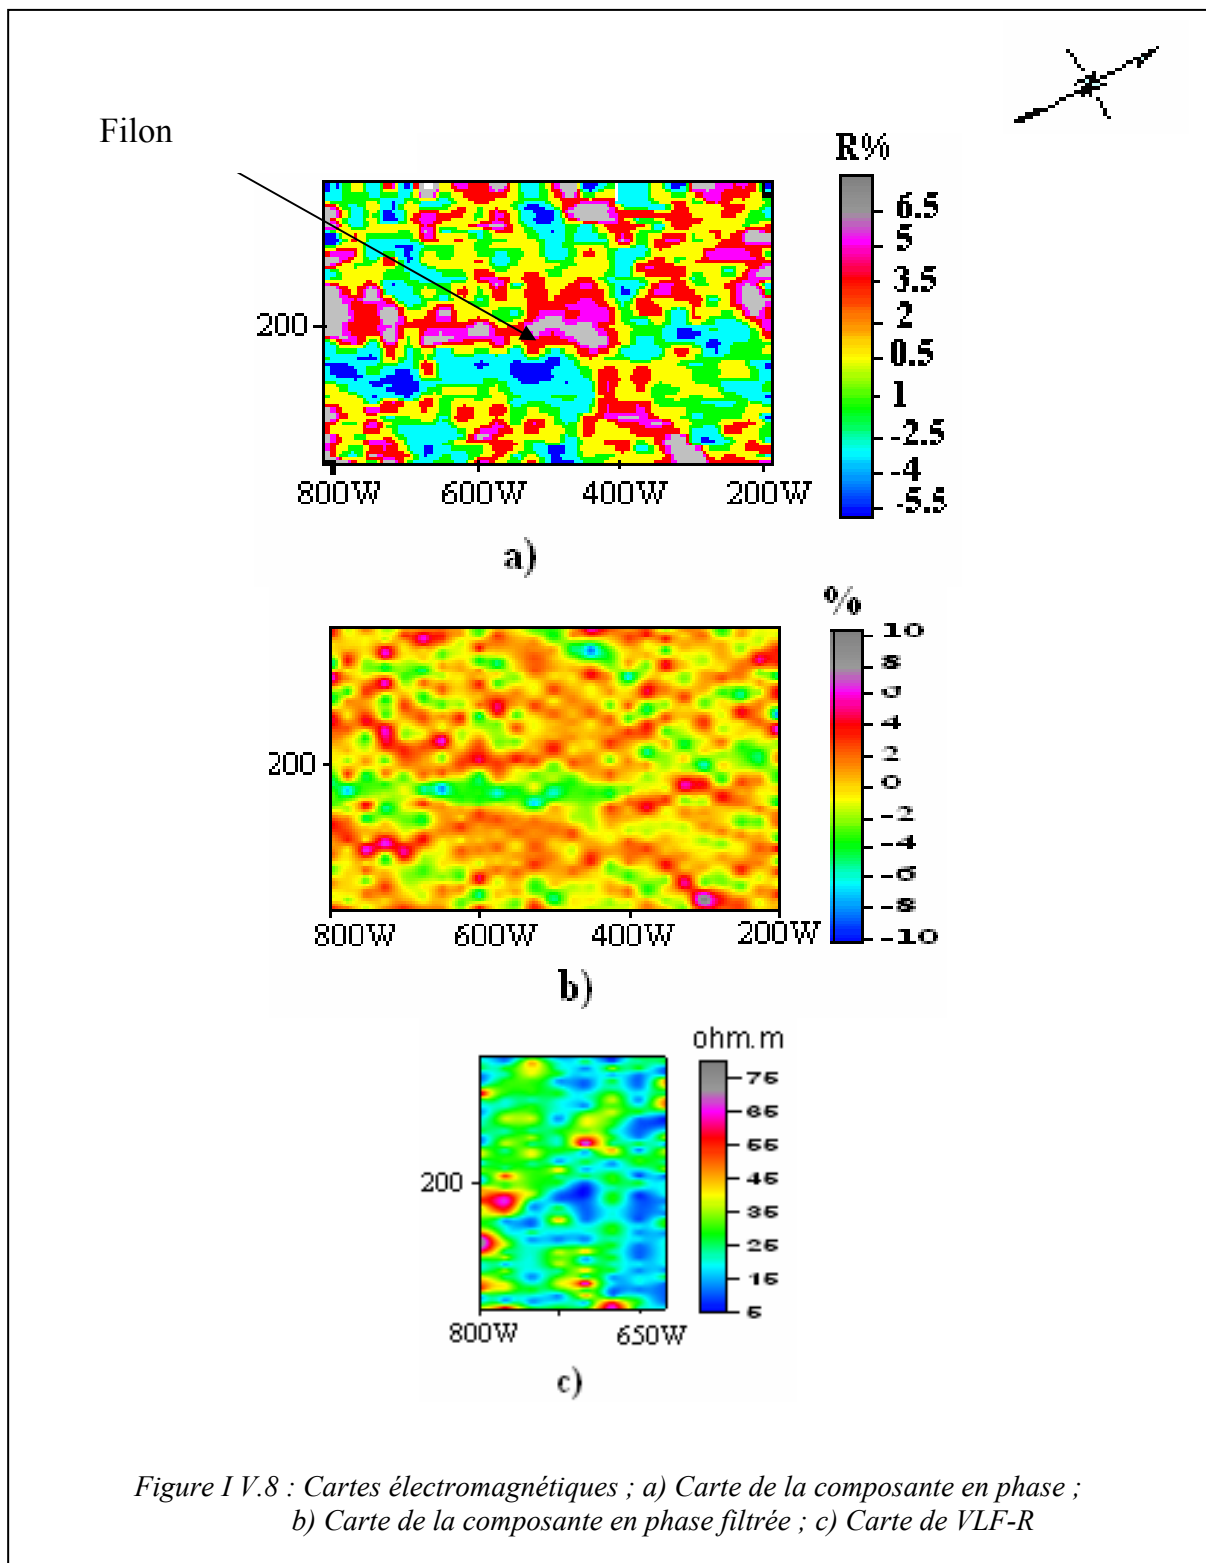 Filon
R%
6.5
5
3.5
2
0.5
1
-2.5
-4
-5.5
200
800W 600W 400W 200W
a)
%
10
8
4
2
0
-2
-4
-6
-8
-10
200
800W 600W 400W 200W
b)
ohm.m
75
65
55
45
35
25
15
200
800W 650W
c)
Figure I V.8 : Cartes électromagnétiques ; a) Carte de la composante en phase ;
b) Carte de la composante en phase filtrée ; c) Carte de VLF-R